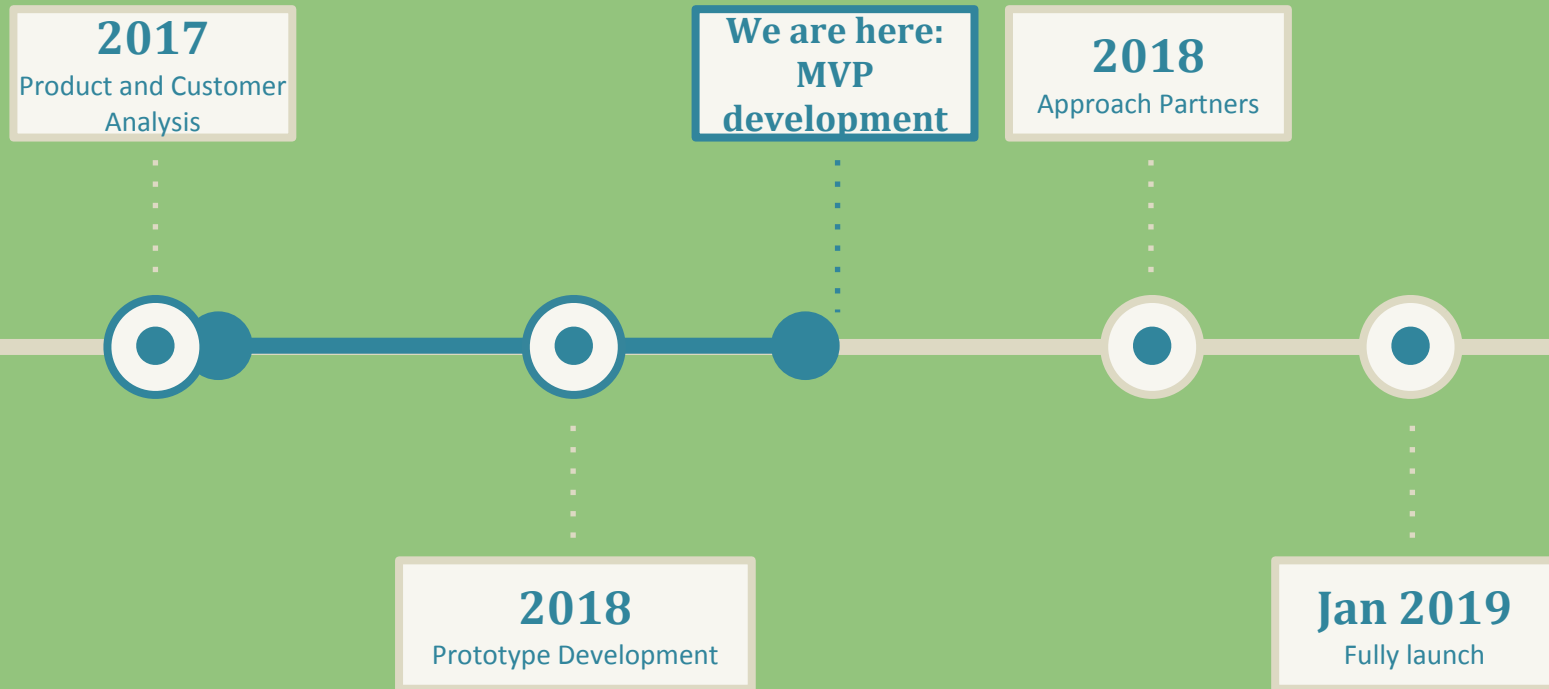 2017
Product and Customer
Analysis
We are here:
MVP
development
2018
Approach Partners
2018
Prototype Development
Jan 2019
Fully launch